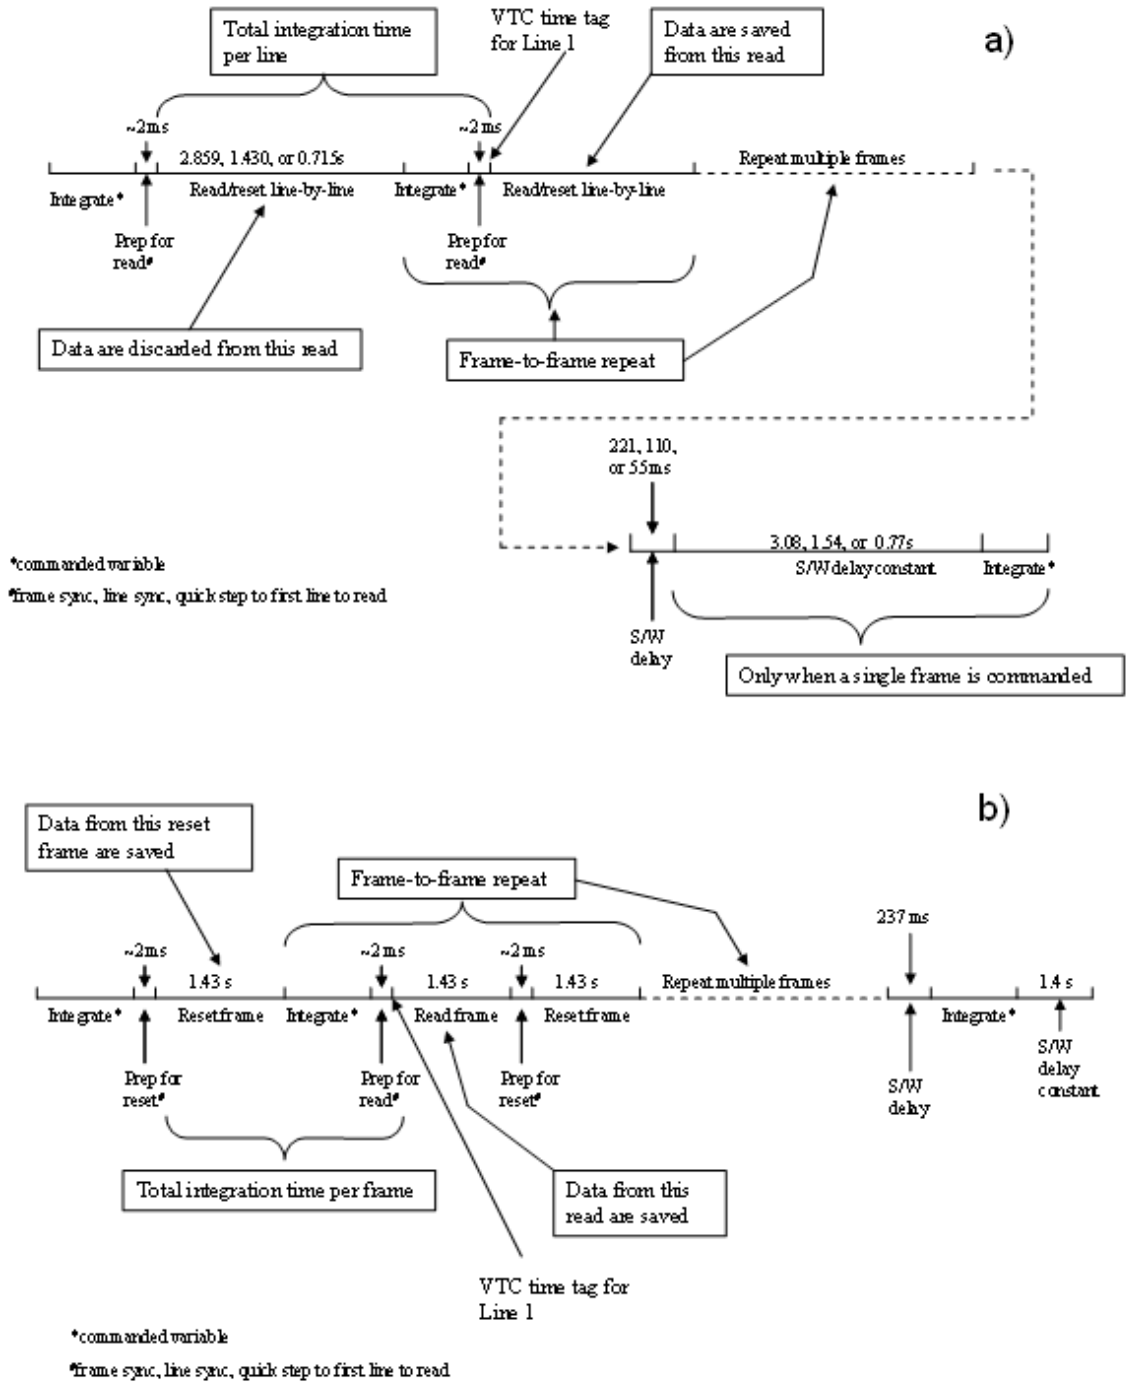 a)
Total integration time
per line
VTC time tag
for Line 1
Data are saved
from this read
~2ms
~2ms
2.859, 1.430, or 0.715s
Repeat multiple frames
Integrate*
Read/reset line-by-line
Integrate*
Read/reset line-by-line
Prep for
read#
Prep for
read#
Data are discarded from this read
Frame-to-frame repeat
221, 110,
or 55ms
3.08, 1.54, or 0.77s
S/W delay constant
Integrate*
*commanded variable
#frame sync, line sync, quick step to first line to read
S/W
delay
Only when a single frame is commanded
b)
Data from this reset
frame are saved
Frame-to-frame repeat
237 ms
~2ms
~2ms
~2ms
1.43 s
1.43 s
1.43 s
Repeat multiple frames
1.4 s
Integrate*
Reset frame
Integrate*
Read frame
Reset frame
Integrate*
S/W
delay
constant
Prep for
reset#
Prep for
read#
Prep for
reset#
S/W
delay
Total integration time per frame
Data from this
read are saved
VTC time tag for
Line 1
*commanded variable
#frame sync, line sync, quick step to first line to read